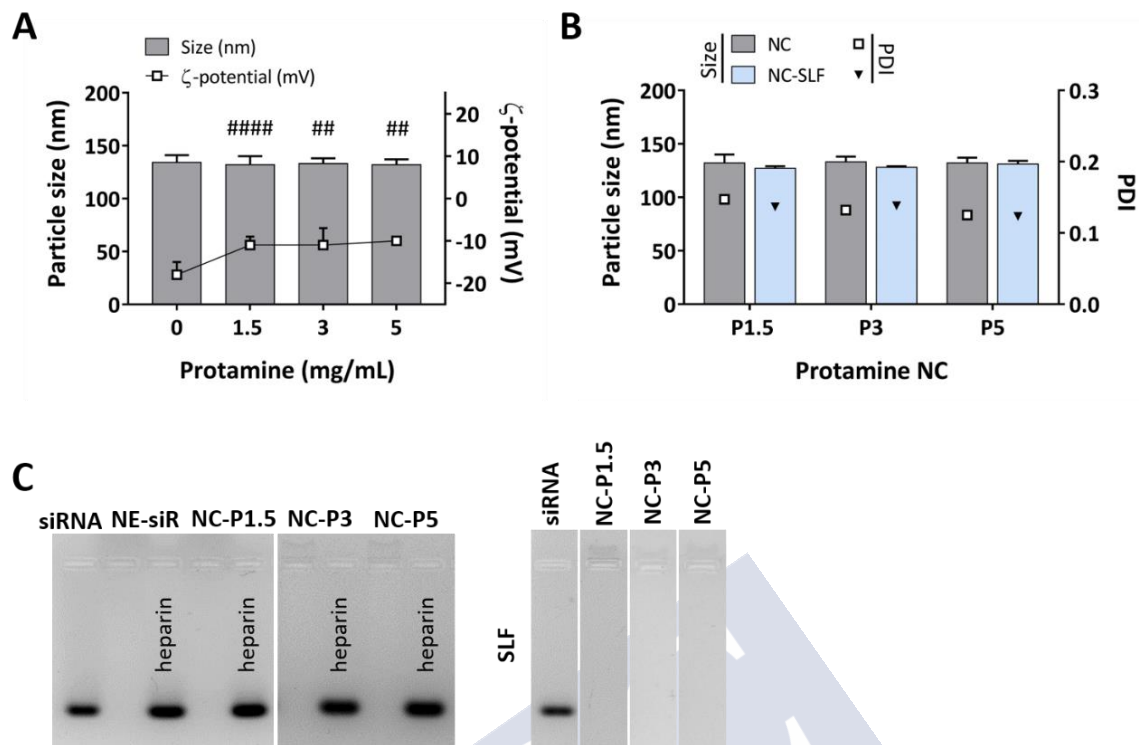 A
Size (nm)
ζ-potential (mV)
Particle size (nm)
200
150
100
50
0
####
##
##
20
10
0
-10
-20
ζ-potential (mV)
0 1.5 3 5
Protamine (mg/mL)
B
Size
NC
NC-SLF
PDI
Particle size (nm)
200
150
100
50
0
0.3
0.2
0.1
0.0
PDI
P1.5 P3 P5
Protamine NC
C
siRNA NE-siR NC-P1.5 NC-P3 NC-P5
heparin
heparin
heparin
heparin
SLF
siRNA
NC-P1.5
NC-P3
NC-P5